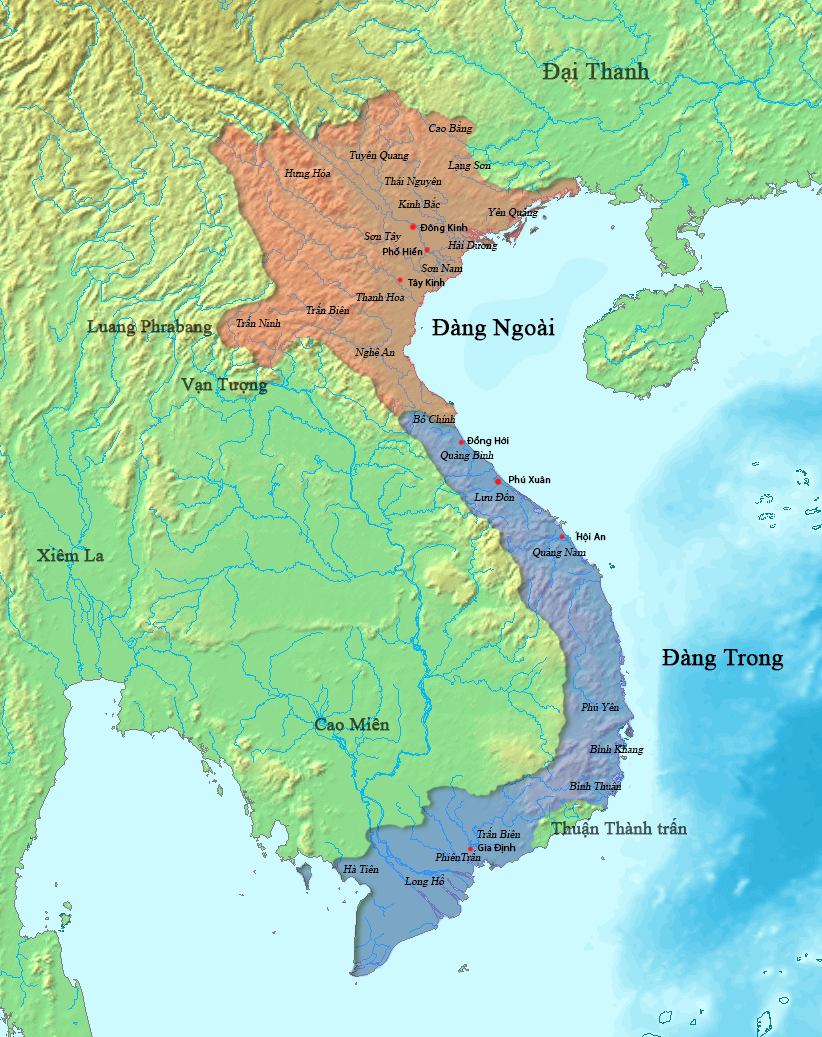 Đại Thanh
Cao Bằng
Tuyên Quang
Lạng Sơn
Hưng Hóa
Thái Nguyên
Kinh Bắc
Yên Quảng
Đông Kinh
Sơn Tây
Hải Dương
Phố Hiến
Sơn Nam
Tây Kinh
Thanh Hoa
Trấn Biên
Trấn Ninh
Luang Phrabang
Đàng Ngoài
Nghệ An
Vạn Tượng
Bố Chính
Đồng Hới
Quảng Bình
Phú Xuân
Lưu Đồn
Hội An
Quảng Nam
Xiêm La
Đàng Trong
Phú Yên
Cao Miên
Bình Khang
Bình Thuận
Thuận Thành trấn
Trấn Biên
Gia Định
Phiên Trấn
Hà Tiên
Long Hồ